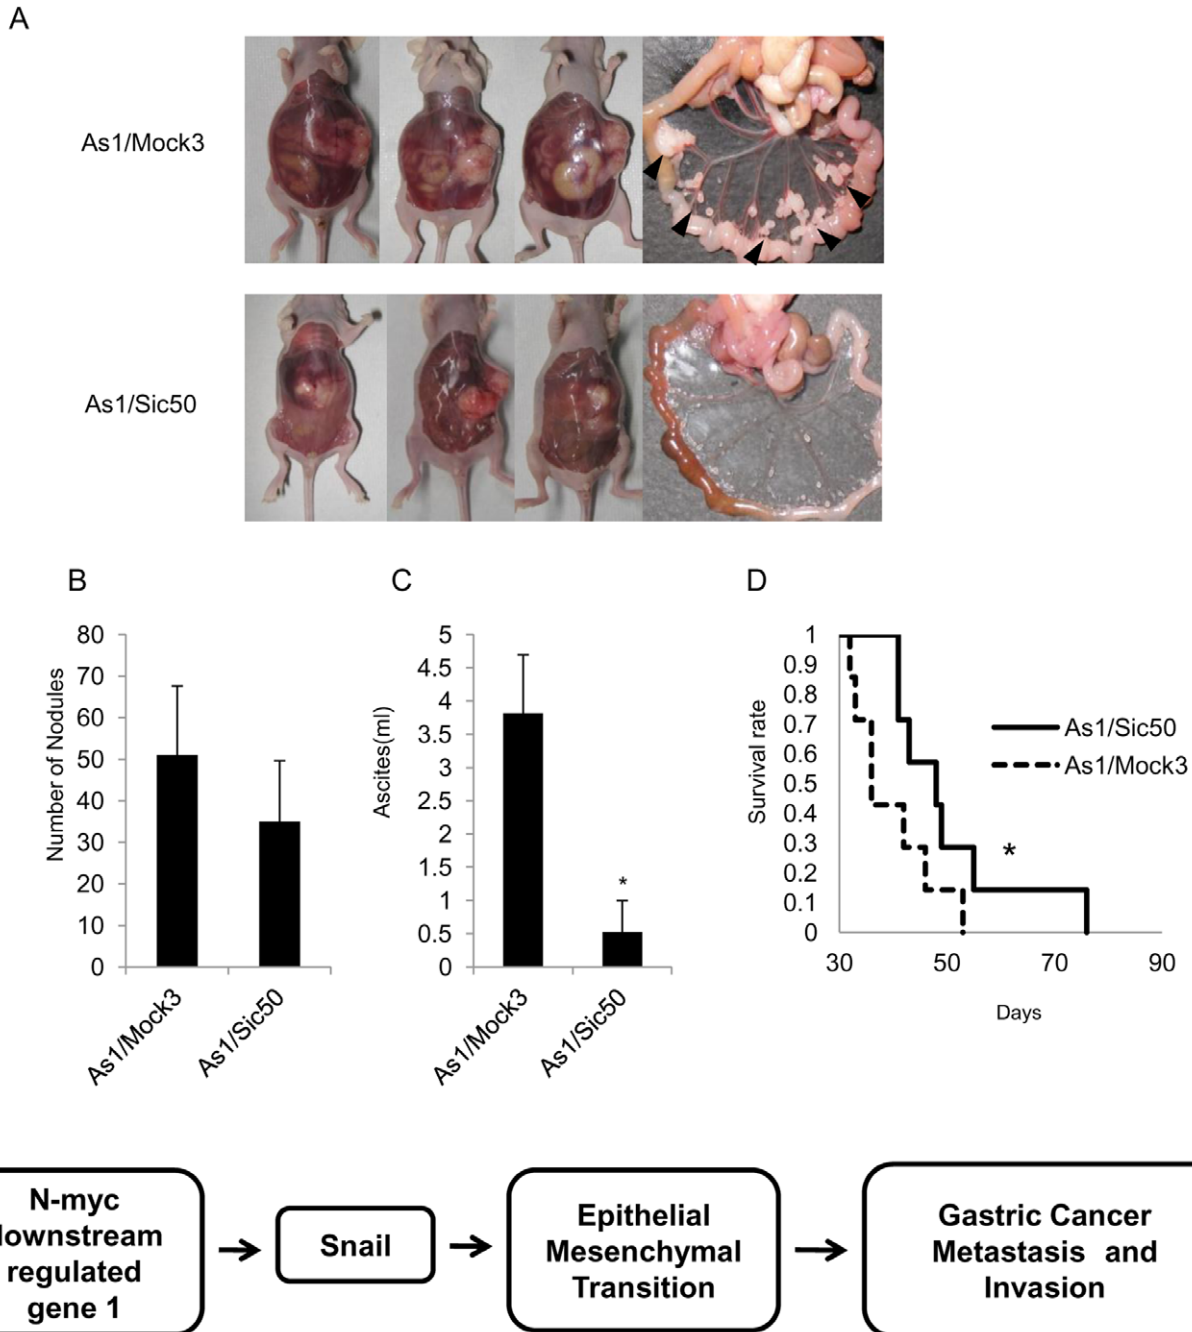 A
As1/Mock3
As1/Sic50
B
C
D
Number of Nodules
80
70
60
50
40
30
20
10
0
As1/Mock3
As1/Sic50
Ascites(ml)
5
4.5
4
3.5
3
2.5
2
1.5
1
0.5
0
*
As1/Mock3
As1/Sic50
Survival rate
1
0.9
0.8
0.7
0.6
0.5
0.4
0.3
0.2
0.1
0
As1/Sic50
As1/Mock3
*
30 50 70 90
Days
N-myc
downstream
regulated
gene 1
Snail
Epithelial
Mesenchymal
Transition
Gastric Cancer
Metastasis and
Invasion